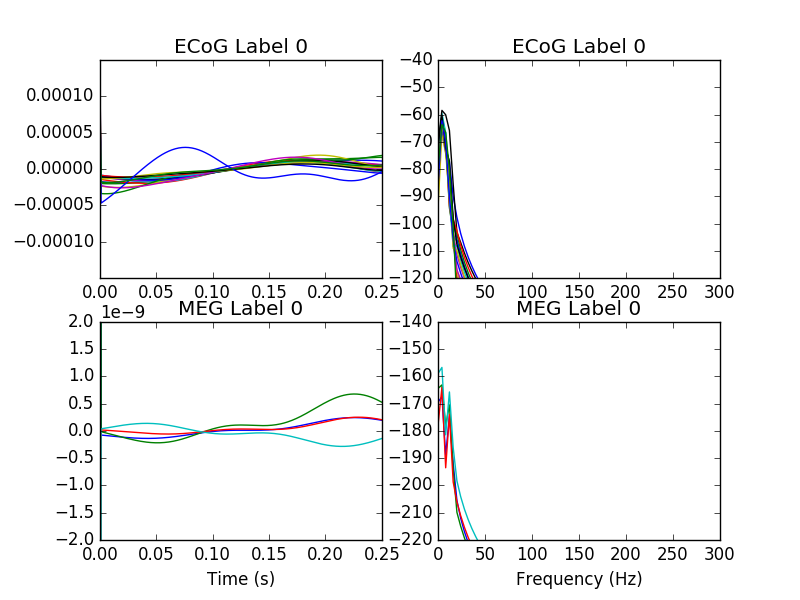 ECoG Label 0
0.00010
0.00005
0.00000
−0.00005
−0.00010
0.00 0.05 0.10 0.15 0.20 0.25
ECoG Label 0
−40
−50
−60
−70
−80
−90
−100
−110
−120
0 50 100 150 200 250 300
MEG Label 0
1e−9
2.0
1.5
1.0
0.5
0.0
−0.5
−1.0
−1.5
−2.0
0.00 0.05 0.10 0.15 0.20 0.25
Time (s)
MEG Label 0
−140
−150
−160
−170
−180
−190
−200
−210
−220
0 50 100 150 200 250 300
Frequency (Hz)